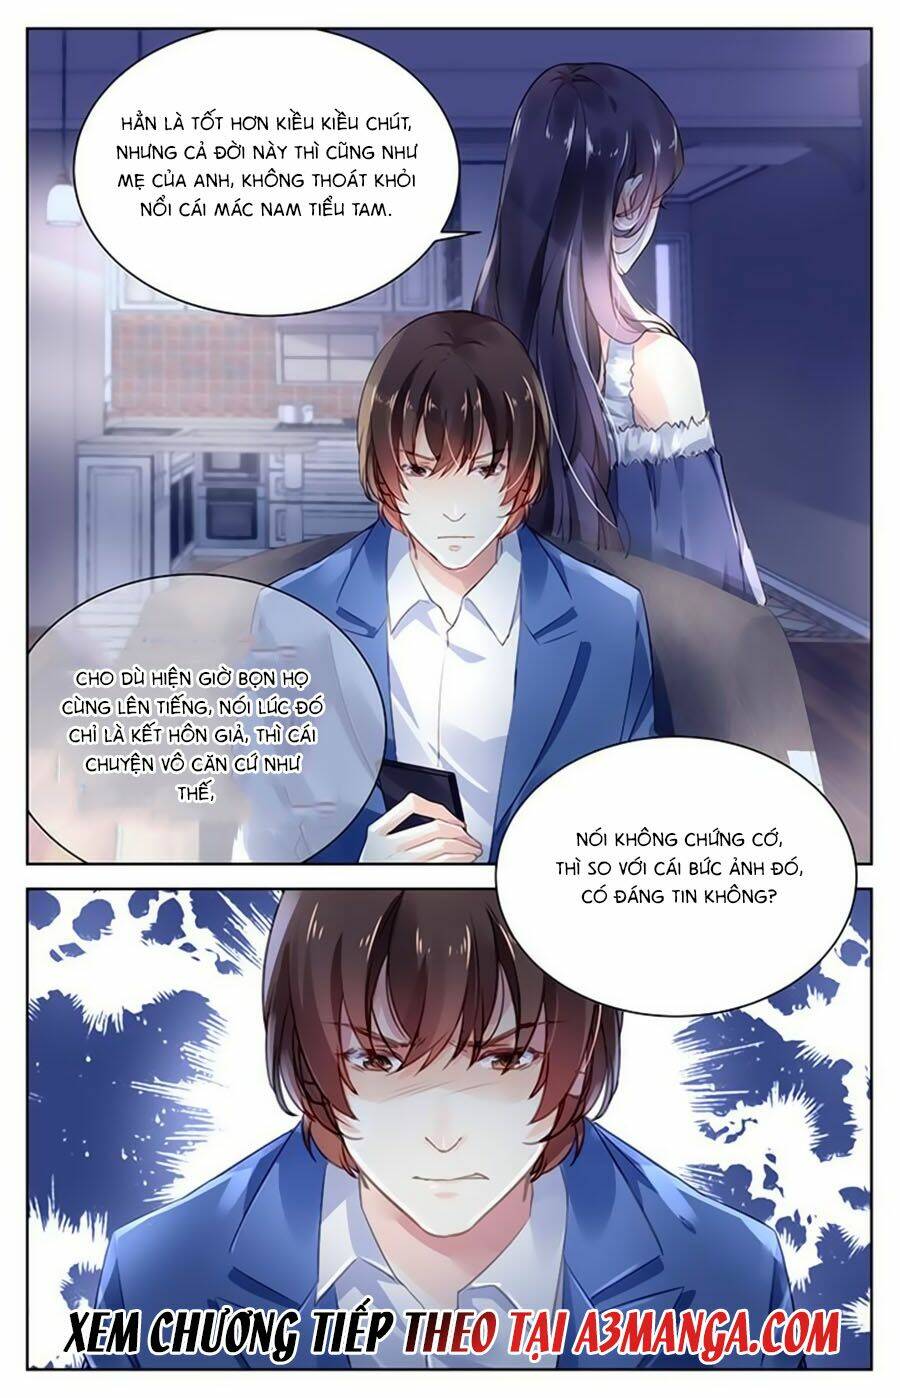 HẲN LÀ TỐT HƠN KIỀU KIỀU CHÚT,
NHƯNG CẢ ĐỜI NÀY THÌ CŨNG NHƯ
MẸ CỦA ANH, KHÔNG THOÁT KHỎI
NỔI CÁI MÁC NAM TIỂU TAM.
CHO DÙ HIỆN GIỜ BỌN HỌ
CÙNG LÊN TIẾNG, NÓI LÚC ĐÓ
CHỈ LÀ KẾT HÔN GIẢ, THÌ CÁI
CHUYỆN VÔ CĂN CỨ NHƯ
THẾ,
NÓI KHÔNG CHỨNG CỚ,
THÌ SO VỚI CÁI BỨC ẢNH ĐÓ,
CÓ ĐÁNG TIN KHÔNG?
XEM CHƯƠNG TIẾP THEO TẠI A3MANGA.COM